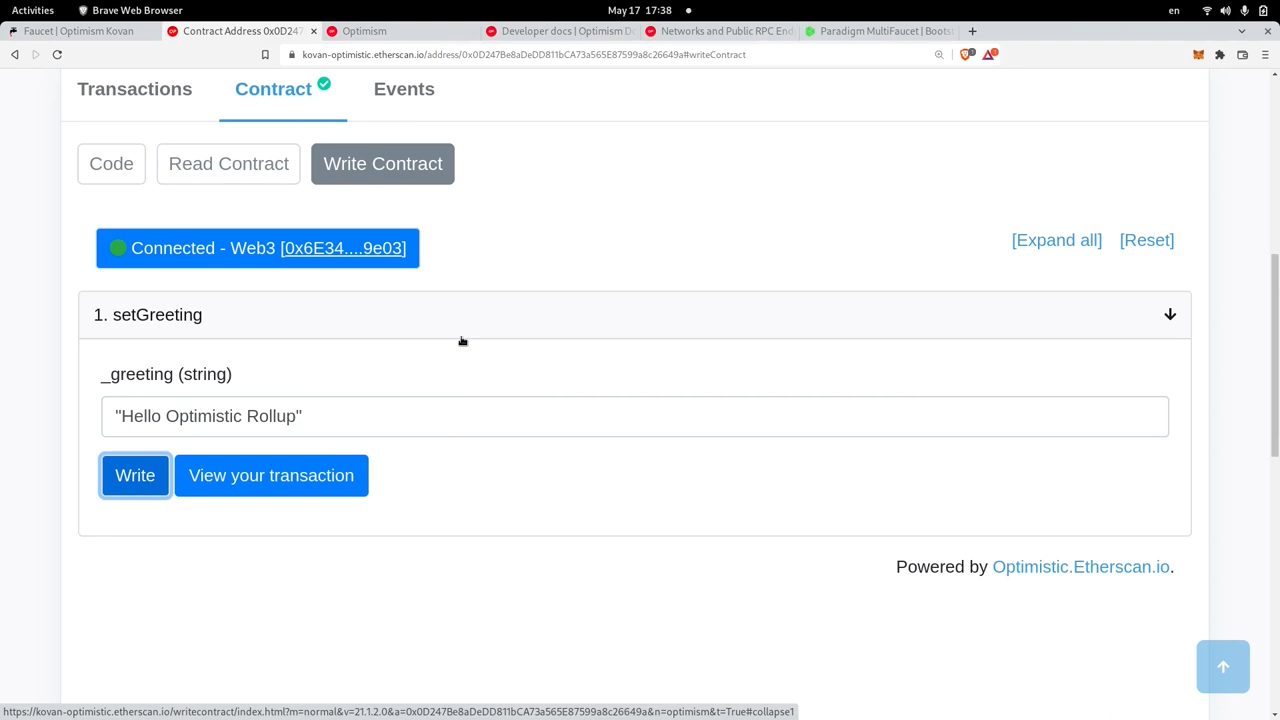 Activities
Brave Web Browser
May 17 17:38
en
Faucet | Optimism Kovan
Contract Address 0x0D247
Optimism
Developer docs | Optimism Do
Networks and Public RPC End
Paradigm MultiFaucet | Boots
kovan-optimistic.etherscan.io/address/0x0D247Be8aDeDD811bCA73a565E87599a8c26649a#writeContract
Transactions
Contract
Events
Code
Read Contract
Write Contract
Connected - Web3 [0x6E34....9e03]
[Expand all]
[Reset]
1. setGreeting
_greeting (string)
"Hello Optimistic Rollup"
Write
View your transaction
Powered by Optimistic.Etherscan.io.
https://kovan-optimistic.etherscan.io/writecontract/index.html?m=normal&v=21.1.2.0&a=0x0D247Be8aDeDD811bCA73a565E87599a8c26649a&n=optimism&t=True#collapse1